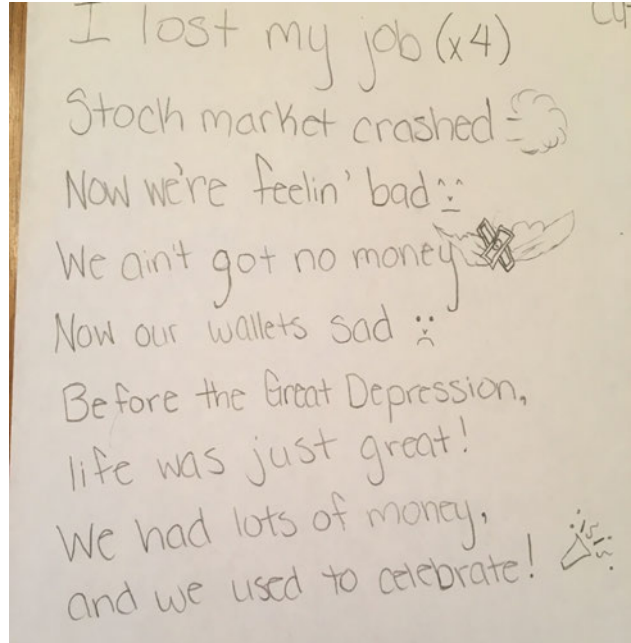 I lost my job (x4)
Stock market crashed
Now we're feelin' bad
We ain't got no money
Now our wallets sad
Before the Great Depression,
life was just great!
We had lots of money,
and we used to celebrate!